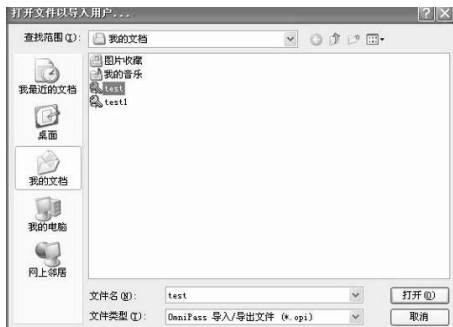 打开文件以导入用户...
查找范围(I):
我的文档
图片收藏
我的音乐
test
test1
我最近的文档
桌面
我的文档
我的电脑
网上邻居
文件名(N):
test
打开(O)
文件类型(T):
OmniPass 导入/导出文件 (*.opi)
取消